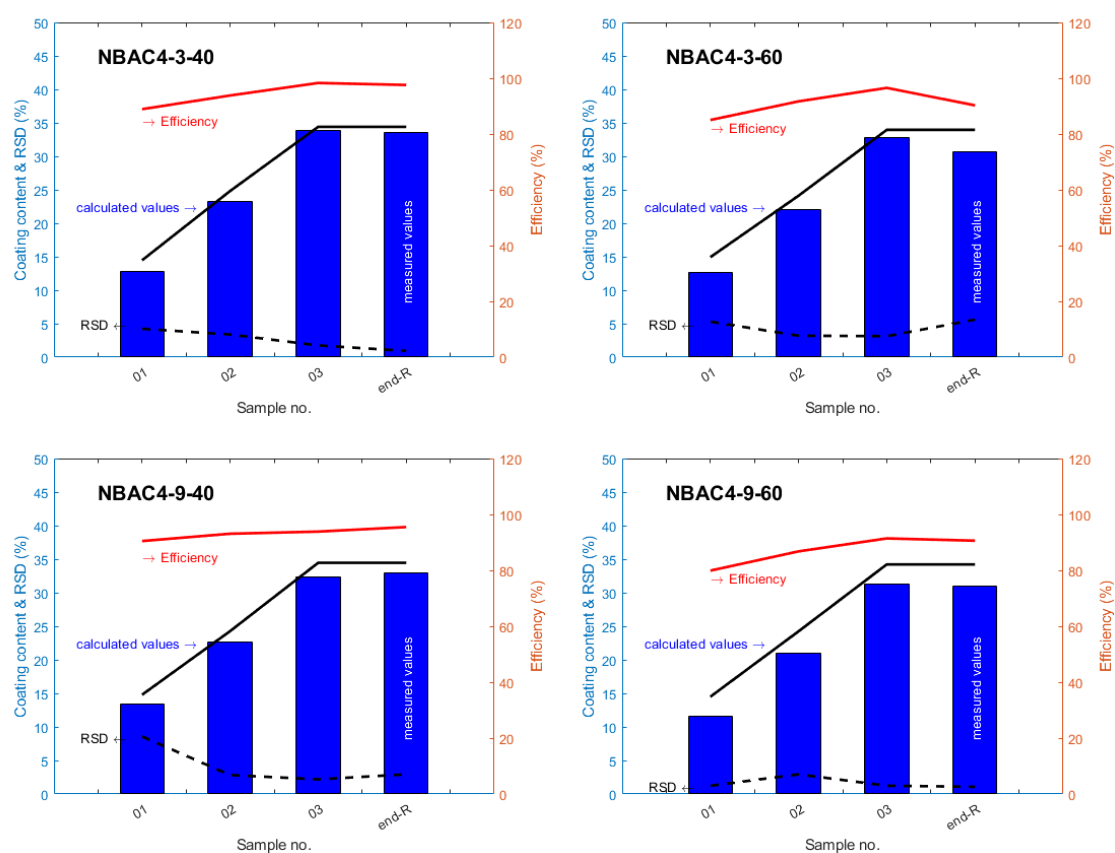 NBAC4-3-40
50
45
40
35
30
25
20
15
10
5
0
Coating content & RSD (%)
120
100
80
60
40
20
0
Efficiency (%)
→ Efficiency
calculated values →
measured values
RSD ←
01
02
03
end-R
Sample no.
NBAC4-3-60
50
45
40
35
30
25
20
15
10
5
0
Coating content & RSD (%)
120
100
80
60
40
20
0
Efficiency (%)
→ Efficiency
calculated values →
measured values
RSD ←
01
02
03
end-R
Sample no.
NBAC4-9-40
50
45
40
35
30
25
20
15
10
5
0
Coating content & RSD (%)
120
100
80
60
40
20
0
Efficiency (%)
→ Efficiency
calculated values →
measured values
RSD ←
01
02
03
end-R
Sample no.
NBAC4-9-60
50
45
40
35
30
25
20
15
10
5
0
Coating content & RSD (%)
120
100
80
60
40
20
0
Efficiency (%)
→ Efficiency
calculated values →
measured values
RSD ←
01
02
03
end-R
Sample no.